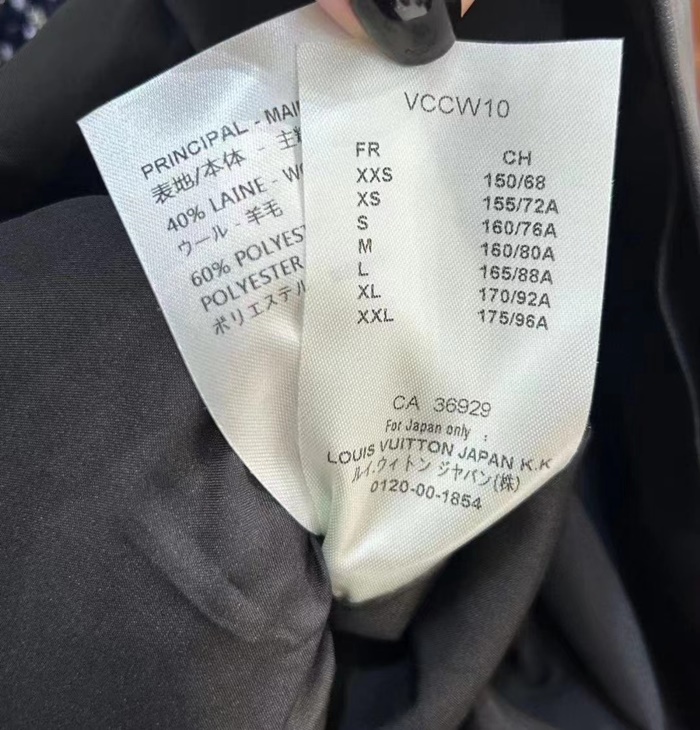 PRINCIPAL - MAI
表地/本体 - 主
40% LAINE - W
ウール - 羊毛
60% POLYES
POLYESTER
ポリエステル
VCCW10
FR CH
XXS 150/68
XS 155/72A
S 160/76A
M 160/80A
L 165/88A
XL 170/92A
XXL 175/96A
CA 36929
For Japan only :
LOUIS VUITTON JAPAN K.K
ルイ.ヴィトン ジャパン(株)
0120-00-1854